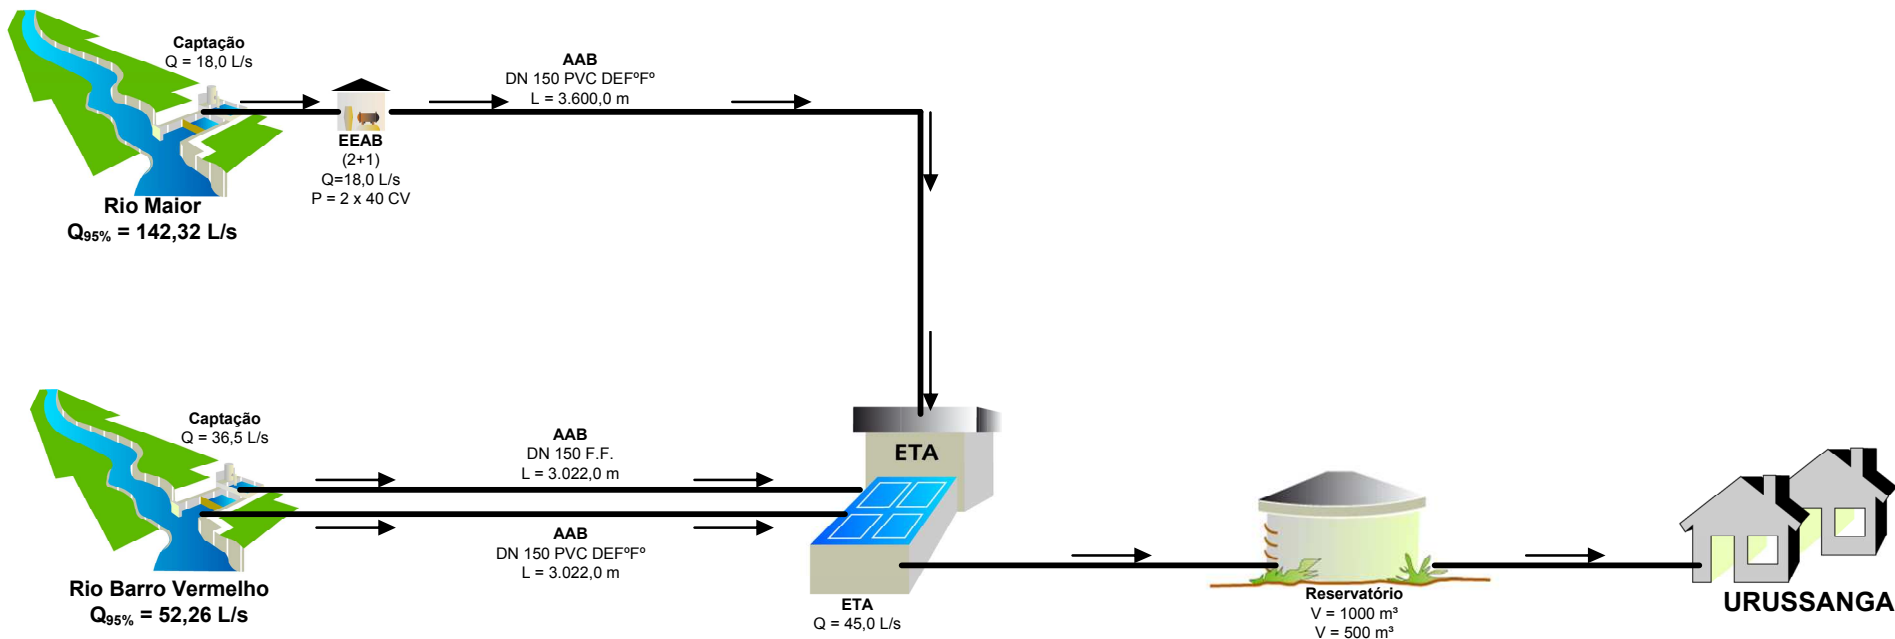 Captação
Q = 18,0 L/s
AAB
DN 150 PVC DEFºFº
L = 3.600,0 m
EEAB
(2+1)
Q=18,0 L/s
P = 2 x 40 CV
Rio Maior
Q95% = 142,32 L/s
Captação
Q = 36,5 L/s
AAB
DN 150 F.F.
L = 3.022,0 m
AAB
DN 150 PVC DEFºFº
L = 3.022,0 m
Rio Barro Vermelho
Q95% = 52,26 L/s
ETA
ETA
Q = 45,0 L/s
Reservatório
V = 1000 m³
V = 500 m³
URUSSANGA